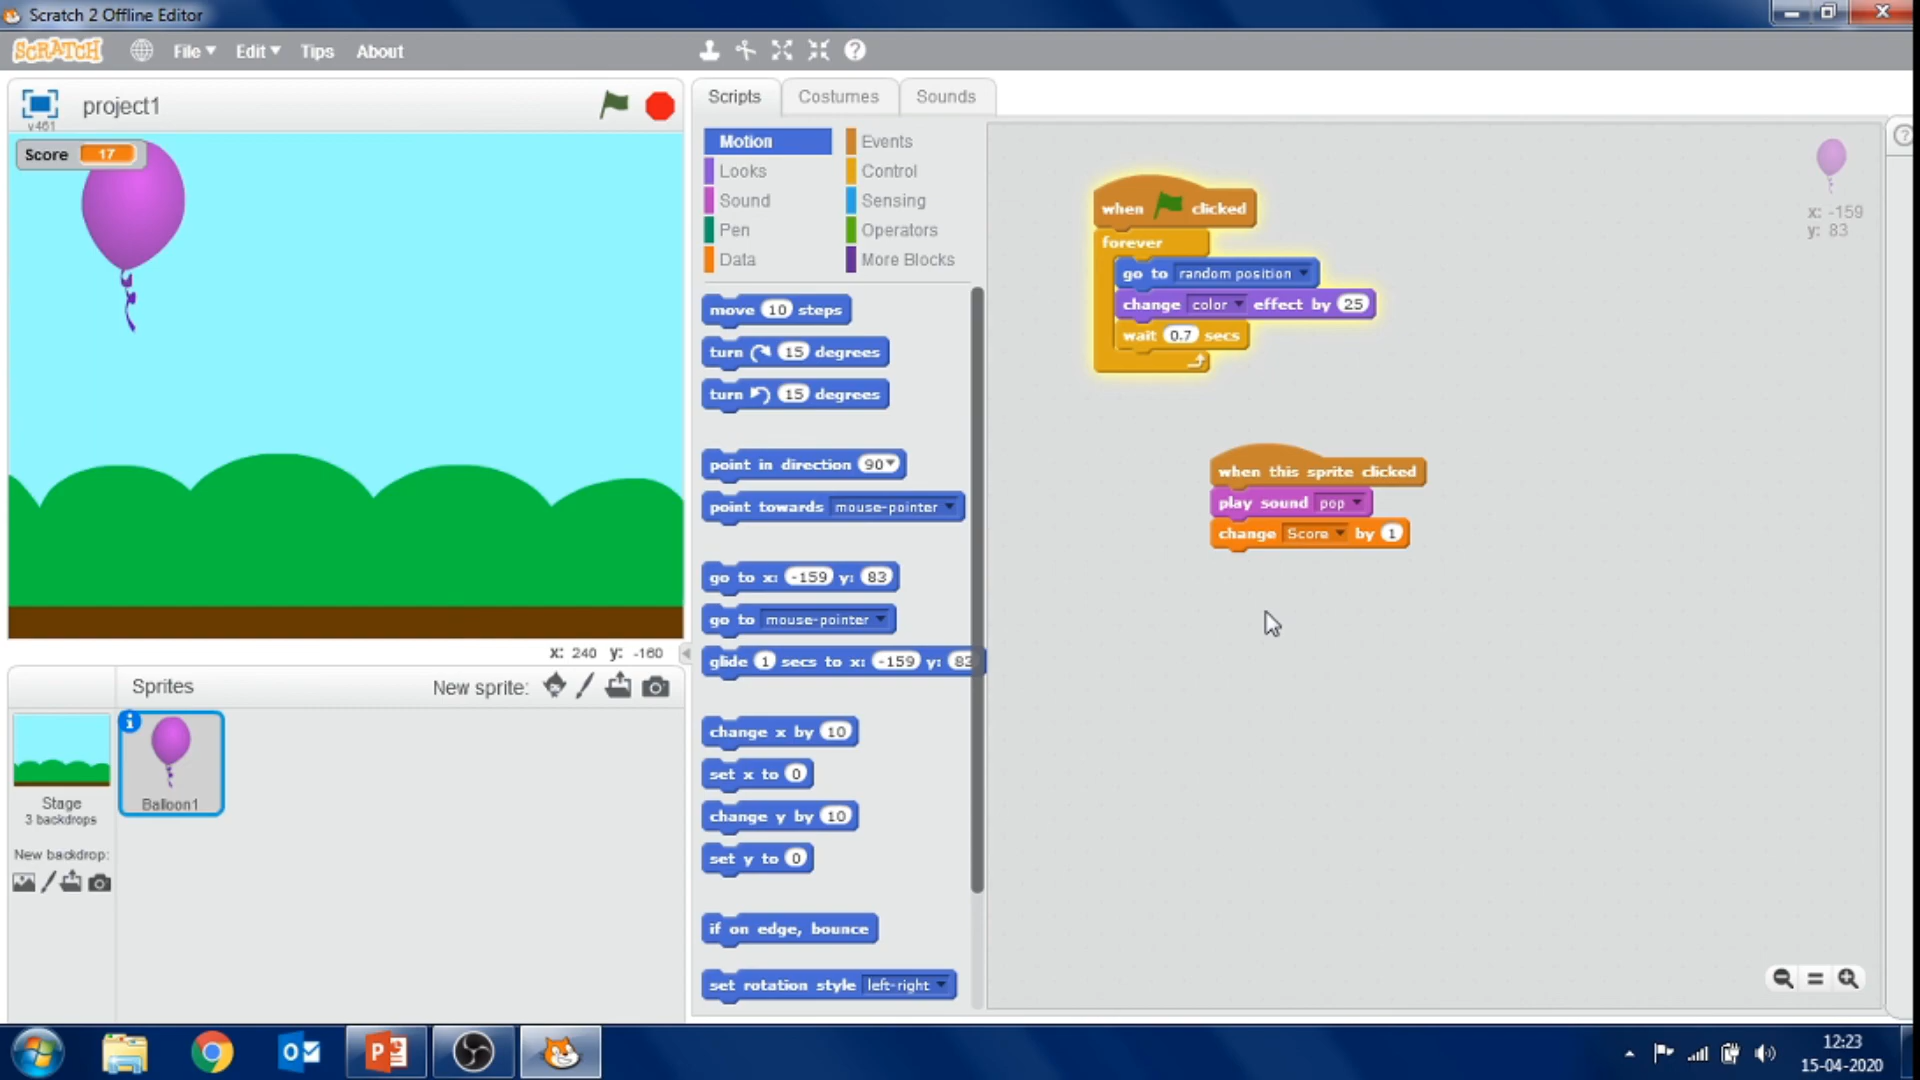 Scratch 2 Offline Editor
SCRATCH File Edit Tips About
v461
project1
Score 17
x: 240 y: -160
Sprites
New sprite:
Stage
3 backdrops
New backdrop:
Balloon1
Scripts Costumes Sounds
Motion Events
Looks Control
Sound Sensing
Pen Operators
Data More Blocks
move 10 steps
turn 15 degrees
turn 15 degrees
point in direction 90
point towards mouse-pointer
go to x: -159 y: 83
go to mouse-pointer
glide 1 secs to x: -159 y: 83
change x by 10
set x to 0
change y by 10
set y to 0
if on edge, bounce
set rotation style left-right
when clicked
forever
go to random position
change color effect by 25
wait 0.7 secs
when this sprite clicked
play sound pop
change Score by 1
x: -159
y: 83
12:23
15-04-2020